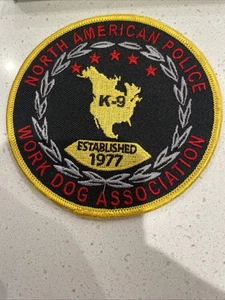 NORTH AMERICAN POLICE
K-9
ESTABLISHED
1977
WORK DOG ASSOCIATION